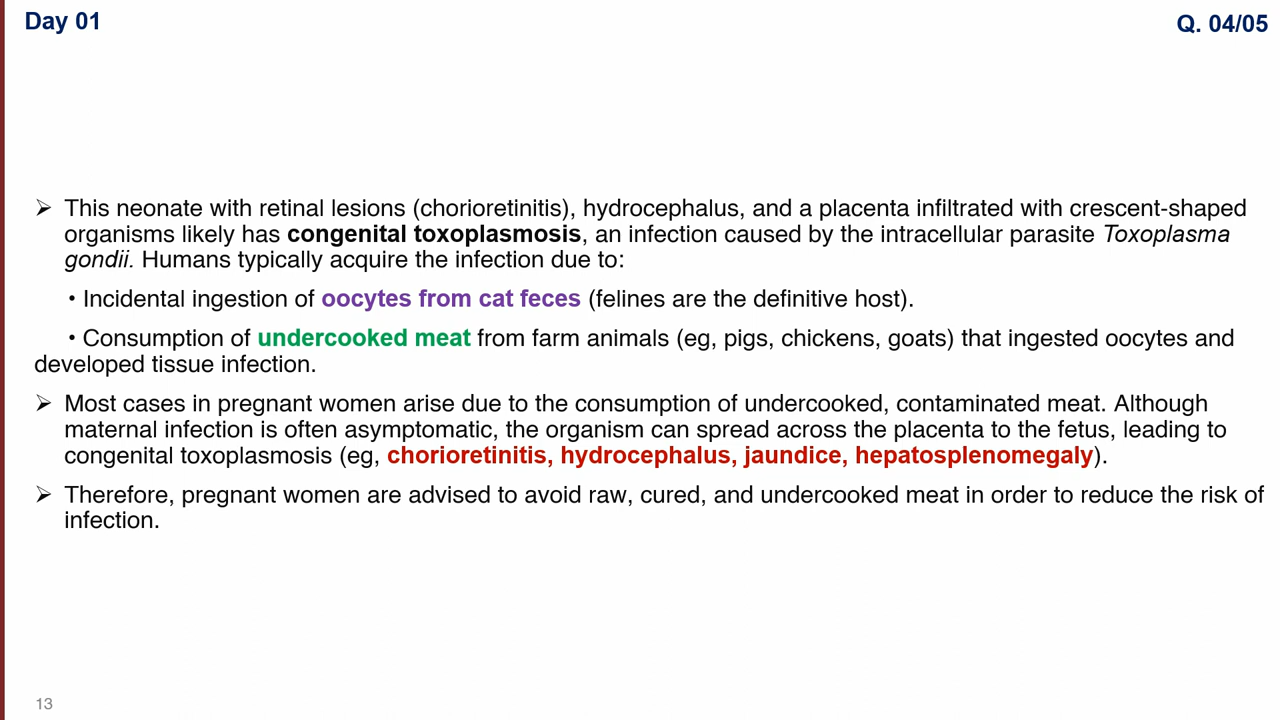 Day 01
Q. 04/05
➢ This neonate with retinal lesions (chorioretinitis), hydrocephalus, and a placenta infiltrated with crescent-shaped
organisms likely has congenital toxoplasmosis, an infection caused by the intracellular parasite Toxoplasma
gondii. Humans typically acquire the infection due to:
• Incidental ingestion of oocytes from cat feces (felines are the definitive host).
• Consumption of undercooked meat from farm animals (eg, pigs, chickens, goats) that ingested oocytes and
developed tissue infection.
➢ Most cases in pregnant women arise due to the consumption of undercooked, contaminated meat. Although
maternal infection is often asymptomatic, the organism can spread across the placenta to the fetus, leading to
congenital toxoplasmosis (eg, chorioretinitis, hydrocephalus, jaundice, hepatosplenomegaly).
➢ Therefore, pregnant women are advised to avoid raw, cured, and undercooked meat in order to reduce the risk of
infection.
13